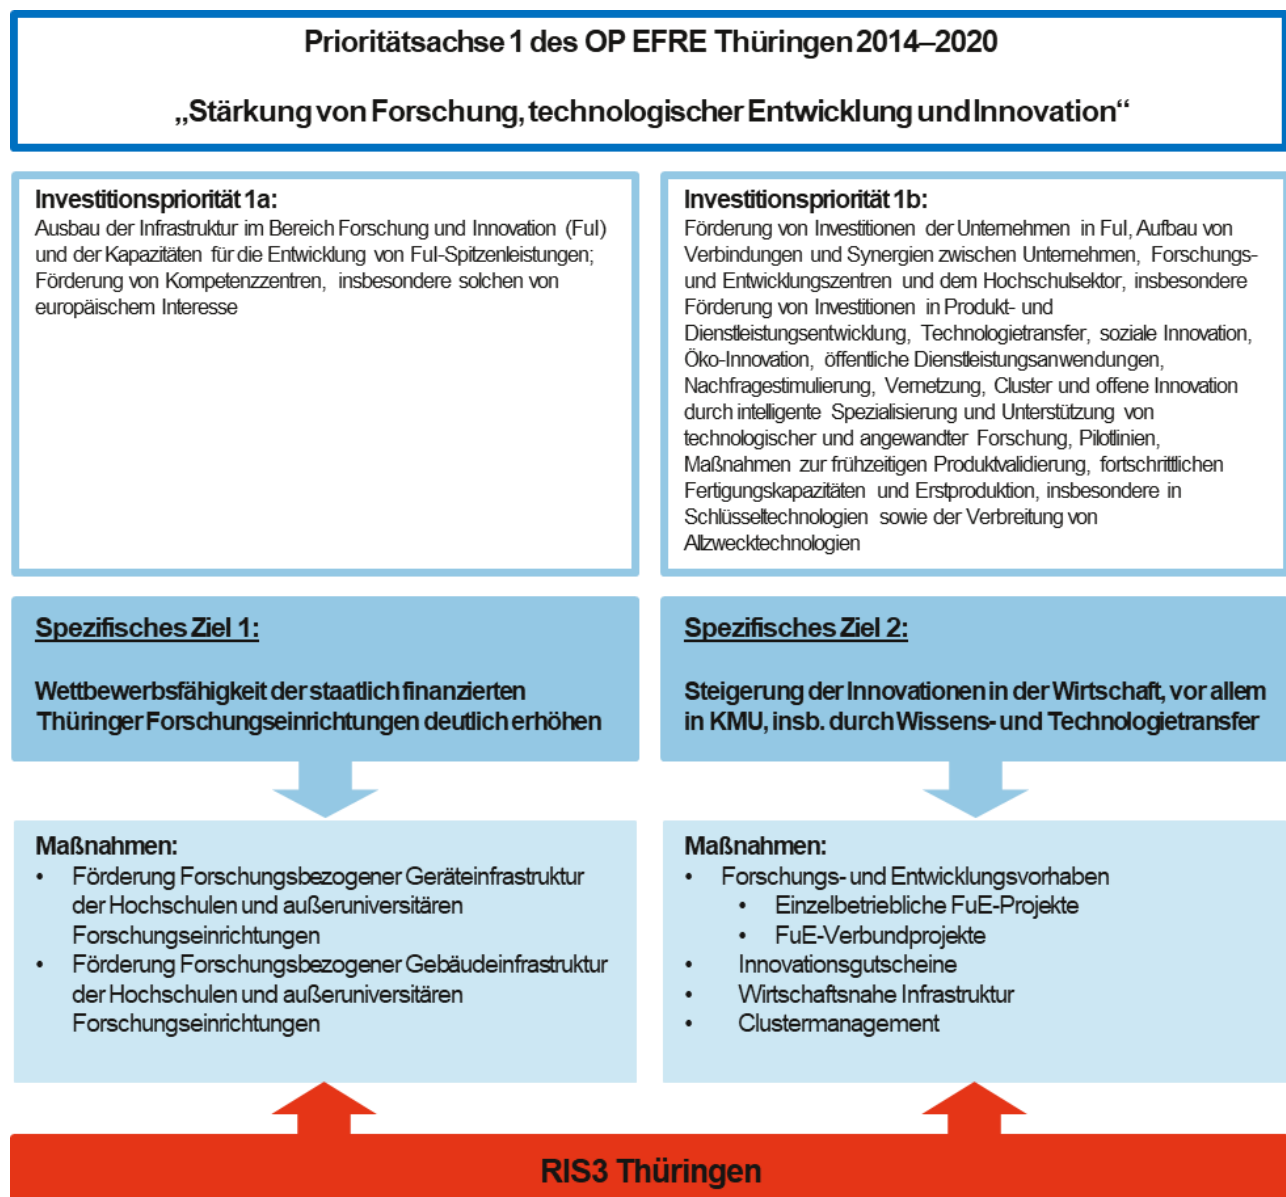 Prioritätsachse 1 des OP EFRE Thüringen 2014–2020
„Stärkung von Forschung, technologischer Entwicklung und Innovation“
Investitionspriorität 1a:
Ausbau der Infrastruktur im Bereich Forschung und Innovation (FuI)
und der Kapazitäten für die Entwicklung von FuI-Spitzenleistungen;
Förderung von Kompetenzzentren, insbesondere solchen von
europäischem Interesse
Investitionspriorität 1b:
Förderung von Investitionen der Unternehmen in FuI, Aufbau von
Verbindungen und Synergien zwischen Unternehmen, Forschungs-
und Entwicklungszentren und dem Hochschulsektor, insbesondere
Förderung von Investitionen in Produkt- und
Dienstleistungsentwicklung, Technologietransfer, soziale Innovation,
Öko-Innovation, öffentliche Dienstleistungsanwendungen,
Nachfragestimulierung, Vernetzung, Cluster und offene Innovation
durch intelligente Spezialisierung und Unterstützung von
technologischer und angewandter Forschung, Pilotlinien,
Maßnahmen zur frühzeitigen Produktvalidierung, fortschrittlichen
Fertigungskapazitäten und Erstproduktion, insbesondere in
Schlüsseltechnologien sowie der Verbreitung von
Allzwecktechnologien
Spezifisches Ziel 1:
Wettbewerbsfähigkeit der staatlich finanzierten
Thüringer Forschungseinrichtungen deutlich erhöhen
Spezifisches Ziel 2:
Steigerung der Innovationen in der Wirtschaft, vor allem
in KMU, insb. durch Wissens- und Technologietransfer
Maßnahmen:
• Förderung Forschungsbezogener Geräteinfrastruktur
der Hochschulen und außeruniversitären
Forschungseinrichtungen
• Förderung Forschungsbezogener Gebäudeinfrastruktur
der Hochschulen und außeruniversitären
Forschungseinrichtungen
Maßnahmen:
• Forschungs- und Entwicklungsvorhaben
• Einzelbetriebliche FuE-Projekte
• FuE-Verbundprojekte
• Innovationsgutscheine
• Wirtschaftsnahe Infrastruktur
• Clustermanagement
RIS3 Thüringen